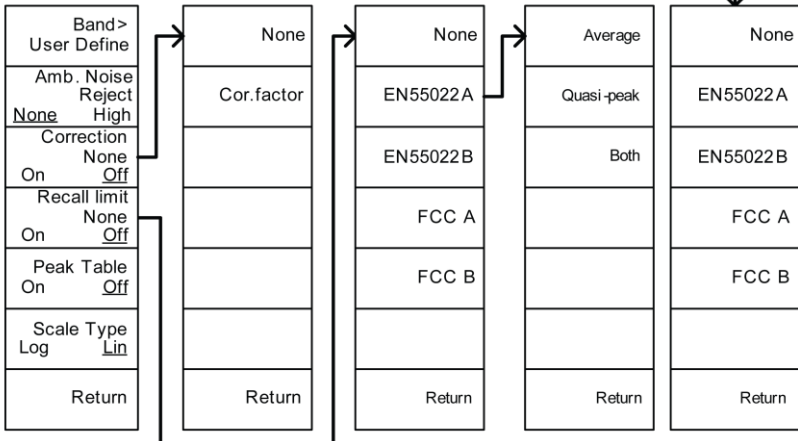 Band>
User Define
Amb. Noise
Reject
None High
Correction
None
On Off
Recall limit
None
On Off
Peak Table
On Off
Scale Type
Log Lin
Return
None
Cor.factor
Return
None
EN55022A
EN55022B
FCC A
FCC B
Return
Average
Quasi-peak
Both
Return
None
EN55022A
EN55022B
FCC A
FCC B
Return